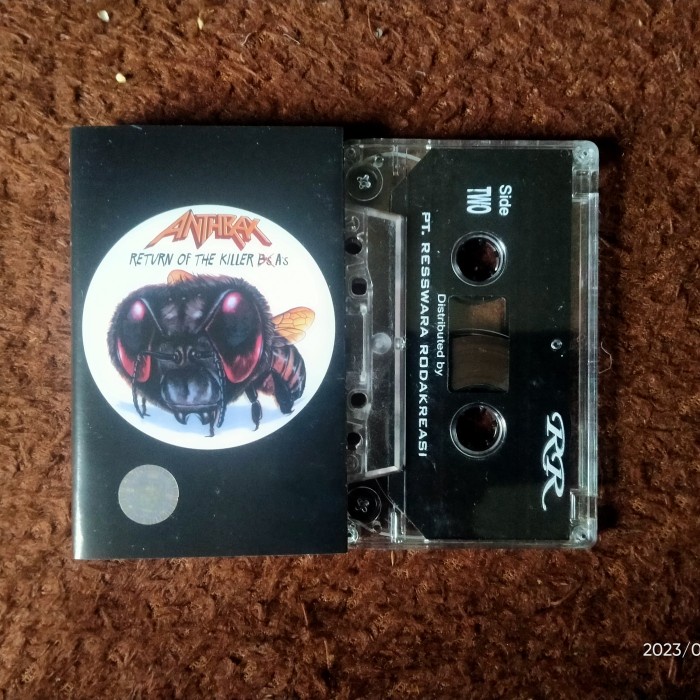 ANTHRAX
RETURN OF THE KILLER B's A's
Side
TWO
Distributed by
PT. RESSWARA RODAKREASI
RR
2023/0